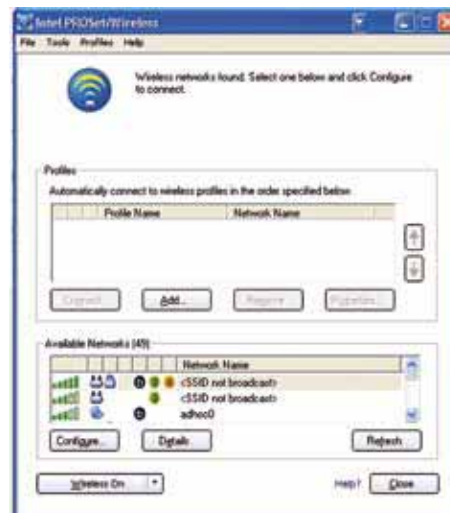 Intel PROSet/Wireless
File Tools Profiles Help
Wireless networks found. Select one below and click Configure
to connect.
Profiles
Automatically connect to wireless profiles in the order specified below
Profile Name Network Name
Connect Add... Remove Properties...
Available Networks (49)
Network Name
<SSID not broadcast>
<SSID not broadcast>
adhoc0
Configure... Details Refresh
Wireless On Help? Close